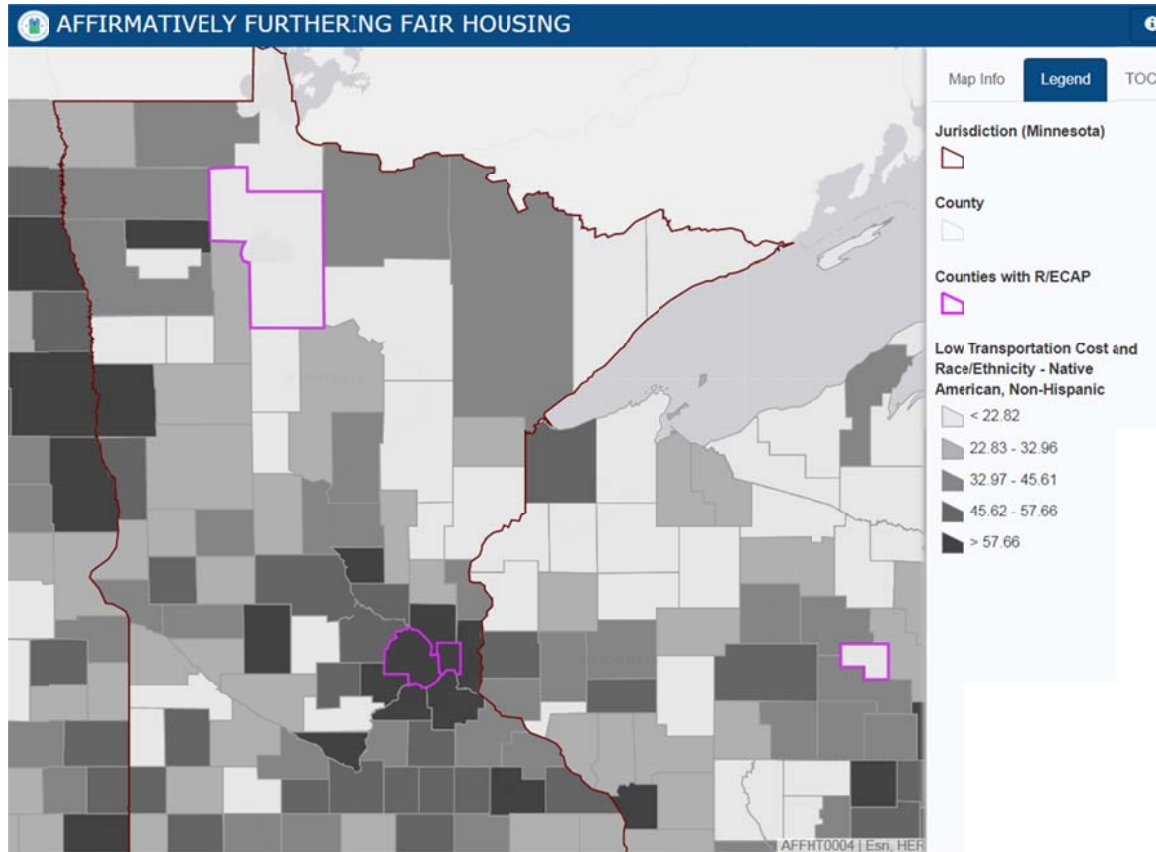 AFFIRMATIVELY FURTHERING FAIR HOUSING
Map Info
Legend
TOC
Jurisdiction (Minnesota)
County
Counties with R/ECAP
Low Transportation Cost and
Race/Ethnicity - Native
American, Non-Hispanic
< 22.82
22.83 - 32.96
32.97 - 45.61
45.62 - 57.66
> 57.66
MINNESOTA
WISCONSIN
AFFHT0004 | Esri, HER